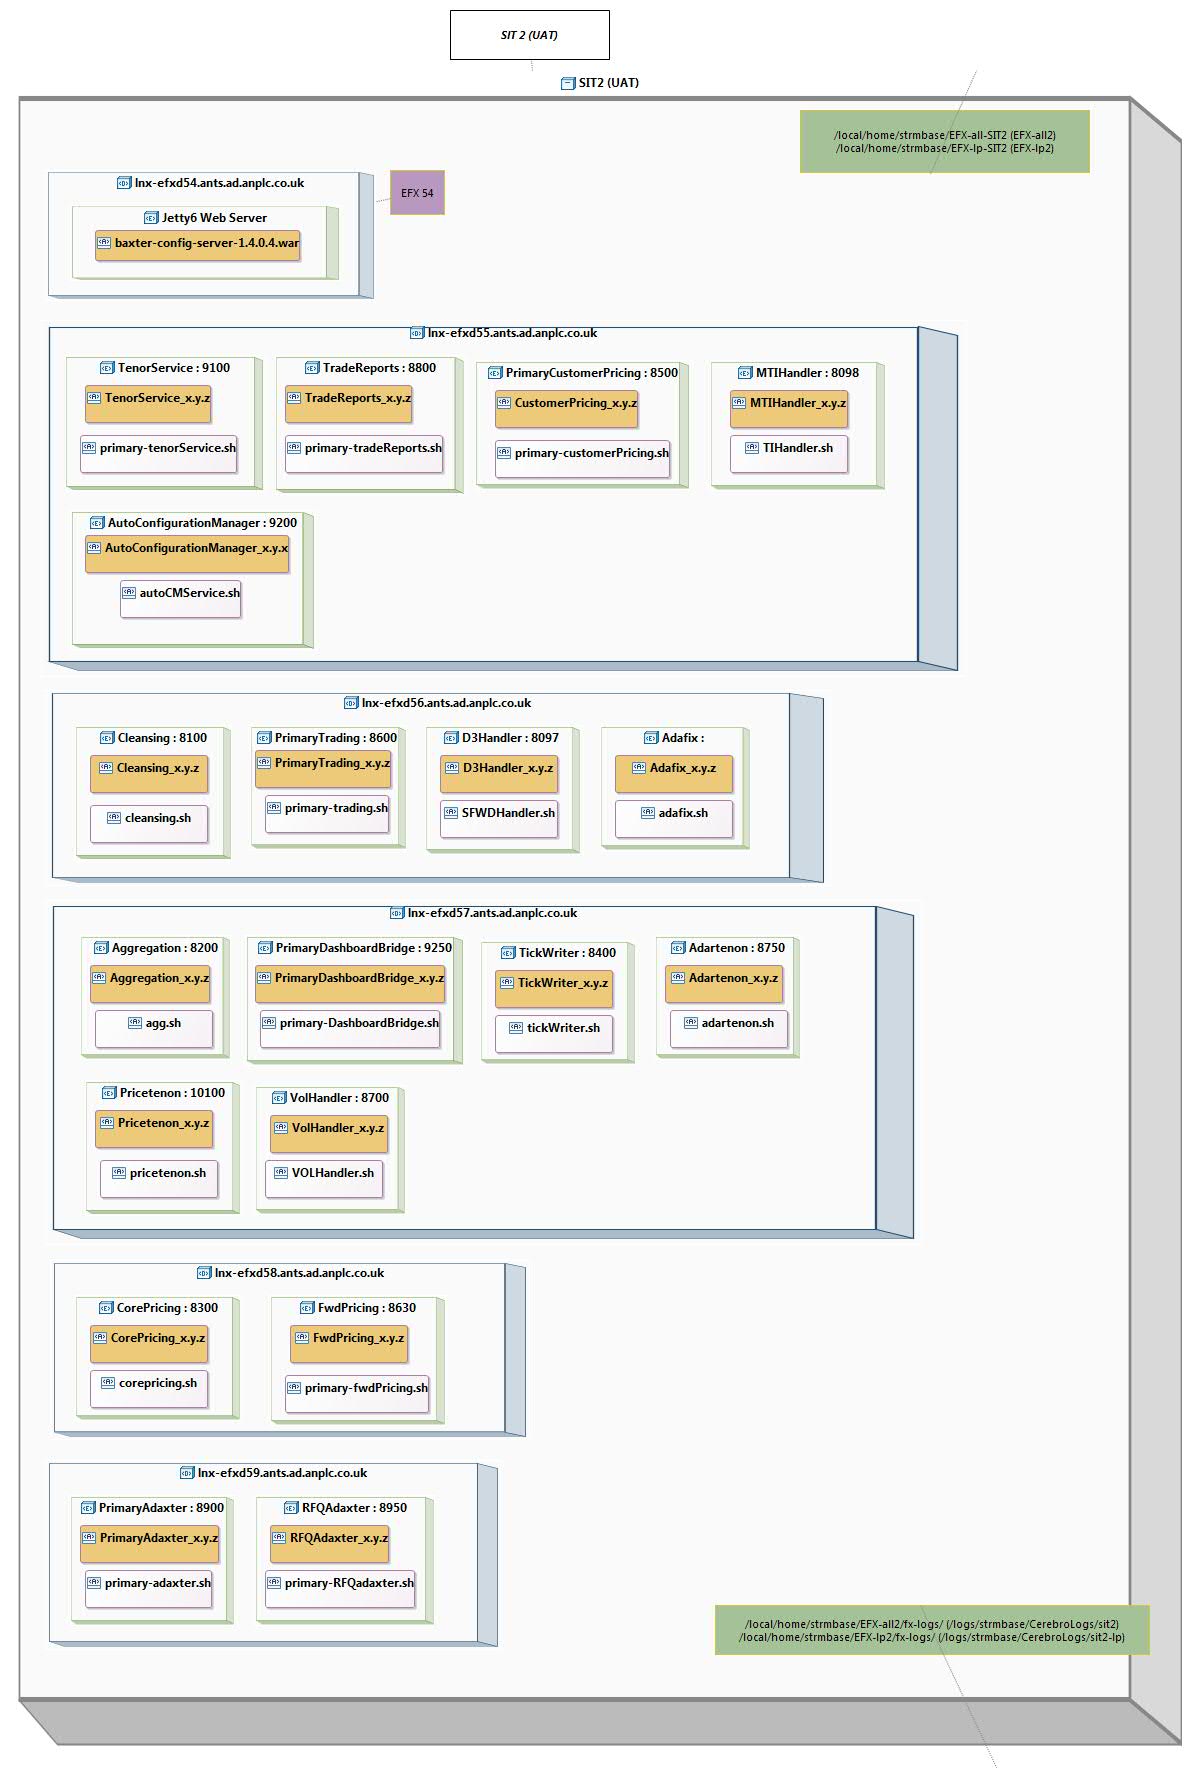 SIT 2 (UAT)
SIT2 (UAT)
/local/home/strmbase/EFX-all-SIT2 (EFX-all2)
/local/home/strmbase/EFX-lp-SIT2 (EFX-lp2)
lnx-efxd54.ants.ad.anplc.co.uk
EFX 54
Jetty6 Web Server
baxter-config-server-1.4.0.4.war
lnx-efxd55.ants.ad.anplc.co.uk
TenorService : 9100
TenorService_x.y.z
primary-tenorService.sh
TradeReports : 8800
TradeReports_x.y.z
primary-tradeReports.sh
PrimaryCustomerPricing : 8500
CustomerPricing_x.y.z
primary-customerPricing.sh
MTIHandler : 8098
MTIHandler_x.y.z
TIHandler.sh
AutoConfigurationManager : 9200
AutoConfigurationManager_x.y.x
autoCMService.sh
lnx-efxd56.ants.ad.anplc.co.uk
Cleansing : 8100
Cleansing_x.y.z
cleansing.sh
PrimaryTrading : 8600
PrimaryTrading_x.y.z
primary-trading.sh
D3Handler : 8097
D3Handler_x.y.z
SFWDHandler.sh
Adafix :
Adafix_x.y.z
adafix.sh
lnx-efxd57.ants.ad.anplc.co.uk
Aggregation : 8200
Aggregation_x.y.z
agg.sh
PrimaryDashboardBridge : 9250
PrimaryDashboardBridge_x.y.z
primary-DashboardBridge.sh
TickWriter : 8400
TickWriter_x.y.z
tickWriter.sh
Adartenon : 8750
Adartenon_x.y.z
adartenon.sh
Pricetenon : 10100
Pricetenon_x.y.z
pricetenon.sh
VolHandler : 8700
VolHandler_x.y.z
VOLHandler.sh
lnx-efxd58.ants.ad.anplc.co.uk
CorePricing : 8300
CorePricing_x.y.z
corepricing.sh
FwdPricing : 8630
FwdPricing_x.y.z
primary-fwdPricing.sh
lnx-efxd59.ants.ad.anplc.co.uk
PrimaryAdaxter : 8900
PrimaryAdaxter_x.y.z
primary-adaxter.sh
RFQAdaxter : 8950
RFQAdaxter_x.y.z
primary-RFQadaxter.sh
/local/home/strmbase/EFX-all2/fx-logs/ (/logs/strmbase/CerebroLogs/sit2)
/local/home/strmbase/EFX-lp2/fx-logs/ (/logs/strmbase/CerebroLogs/sit2-lp)